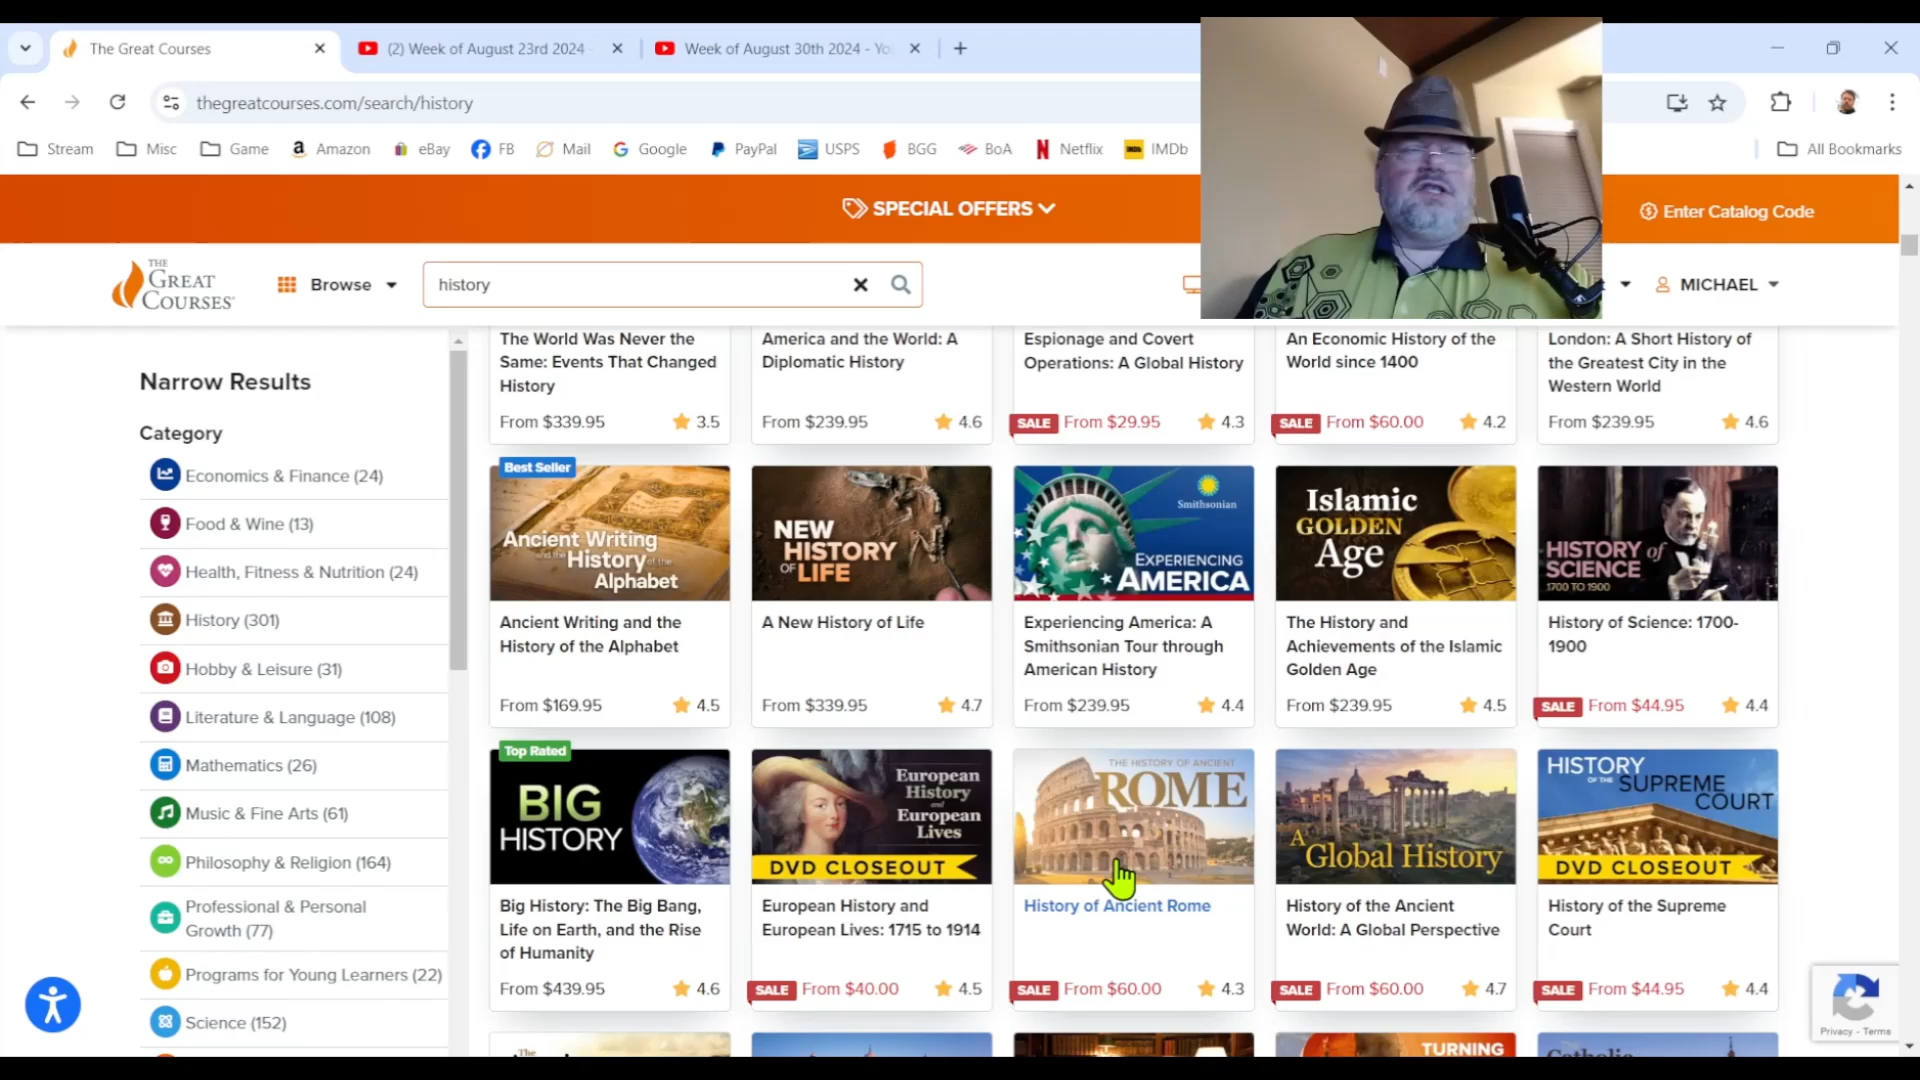 The Great Courses
(2) Week of August 23rd 2024 -
Week of August 30th 2024 - Yo
thegreatcourses.com/search/history
Stream
Misc
Game
Amazon
eBay
FB
Mail
Google
PayPal
USPS
BGG
BoA
Netflix
IMDb
All Bookmarks
SPECIAL OFFERS
Enter Catalog Code
THE
GREAT
COURSES
Browse
history
MICHAEL
Narrow Results
Category
Economics & Finance (24)
Food & Wine (13)
Health, Fitness & Nutrition (24)
History (301)
Hobby & Leisure (31)
Literature & Language (108)
Mathematics (26)
Music & Fine Arts (61)
Philosophy & Religion (164)
Professional & Personal
Growth (77)
Programs for Young Learners (22)
Science (152)
The World Was Never the
Same: Events That Changed
History
From $339.95
3.5
America and the World: A
Diplomatic History
From $239.95
4.6
Espionage and Covert
Operations: A Global History
SALE
From $29.95
4.3
An Economic History of the
World since 1400
SALE
From $60.00
4.2
London: A Short History of
the Greatest City in the
Western World
From $239.95
4.6
Best Seller
Ancient Writing
and the
History of the
Alphabet
Ancient Writing and the
History of the Alphabet
From $169.95
4.5
NEW
HISTORY
OF LIFE
A New History of Life
From $339.95
4.7
Smithsonian
EXPERIENCING
AMERICA
Experiencing America: A
Smithsonian Tour through
American History
From $239.95
4.4
Islamic
GOLDEN
Age
The History and
Achievements of the Islamic
Golden Age
From $239.95
4.5
HISTORY of
SCIENCE
1700 TO 1900
History of Science: 1700-
1900
SALE
From $44.95
4.4
Top Rated
BIG
HISTORY
Big History: The Big Bang,
Life on Earth, and the Rise
of Humanity
From $439.95
4.6
European
History
and
European
Lives
DVD CLOSEOUT
European History and
European Lives: 1715 to 1914
SALE
From $40.00
4.5
THE HISTORY OF ANCIENT
ROME
History of Ancient Rome
SALE
From $60.00
4.3
A
Global History
History of the Ancient
World: A Global Perspective
SALE
From $60.00
4.7
HISTORY
OF THE SUPREME
COURT
DVD CLOSEOUT
History of the Supreme
Court
SALE
From $44.95
4.4
The
TURNING
Catholic
Privacy - Terms